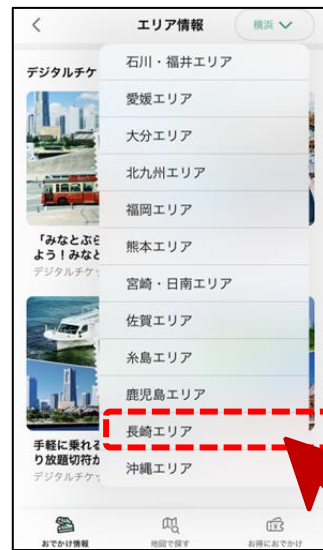 エリア情報
横浜
デジタルチケ
石川・福井エリア
愛媛エリア
大分エリア
北九州エリア
福岡エリア
熊本エリア
宮崎・日南エリア
佐賀エリア
糸島エリア
鹿児島エリア
長崎エリア
沖縄エリア
「みなとぶら
よう！みなと
デジタルチケッ
手軽に乗れる
り放題切符か
デジタルチケッ
おでかけ情報
地図で探す
お得におでかけ